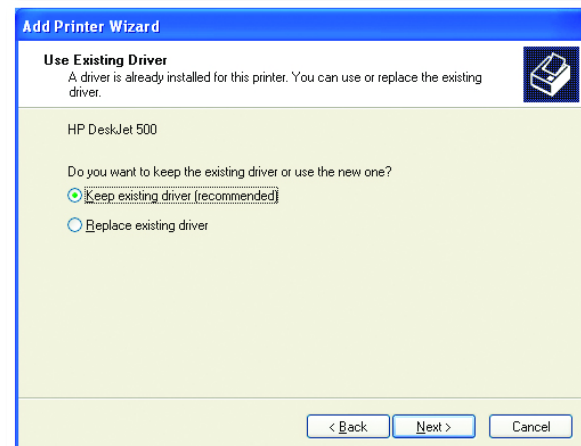 Add Printer Wizard
Use Existing Driver
A driver is already installed for this printer. You can use or replace the existing
driver.
HP DeskJet 500
Do you want to keep the existing driver or use the new one?
Keep existing driver (recommended)
Replace existing driver
< Back Next > Cancel